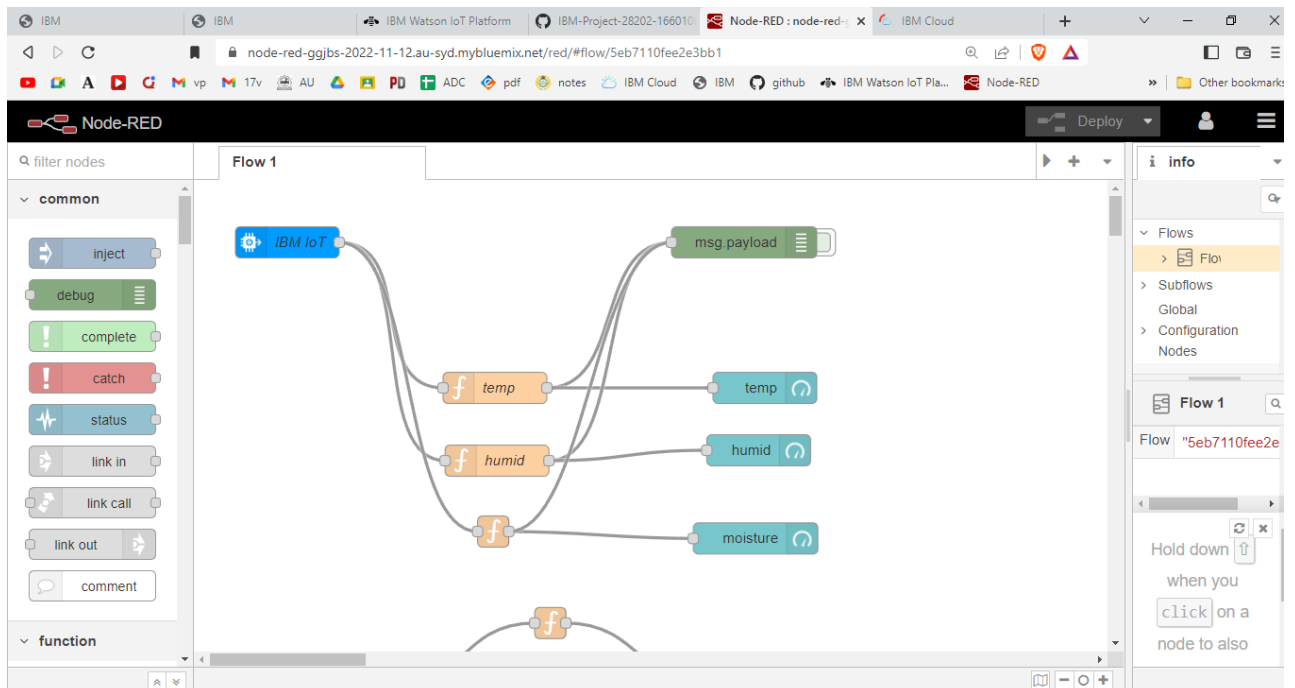 IBM
IBM
IBM Watson IoT Platform
IBM-Project-28202-166010
Node-RED : node-red-g
IBM Cloud
node-red-ggjbs-2022-11-12.au-syd.mybluemix.net/red/#flow/5eb7110fee2e3bb1
vp
17v
AU
PD
ADC
pdf
notes
IBM Cloud
IBM
github
IBM Watson IoT Pla...
Node-RED
»
Other bookmarks
Node-RED
Deploy
filter nodes
Flow 1
i info
common
inject
debug
complete
catch
status
link in
link call
link out
comment
function
IBM IoT
msg.payload
f temp
temp
f humid
humid
f
moisture
f
Flows
Flow
Subflows
Global
Configuration
Nodes
Flow 1
Flow "5eb7110fee2e
Hold down ⇧
when you
click on a
node to also